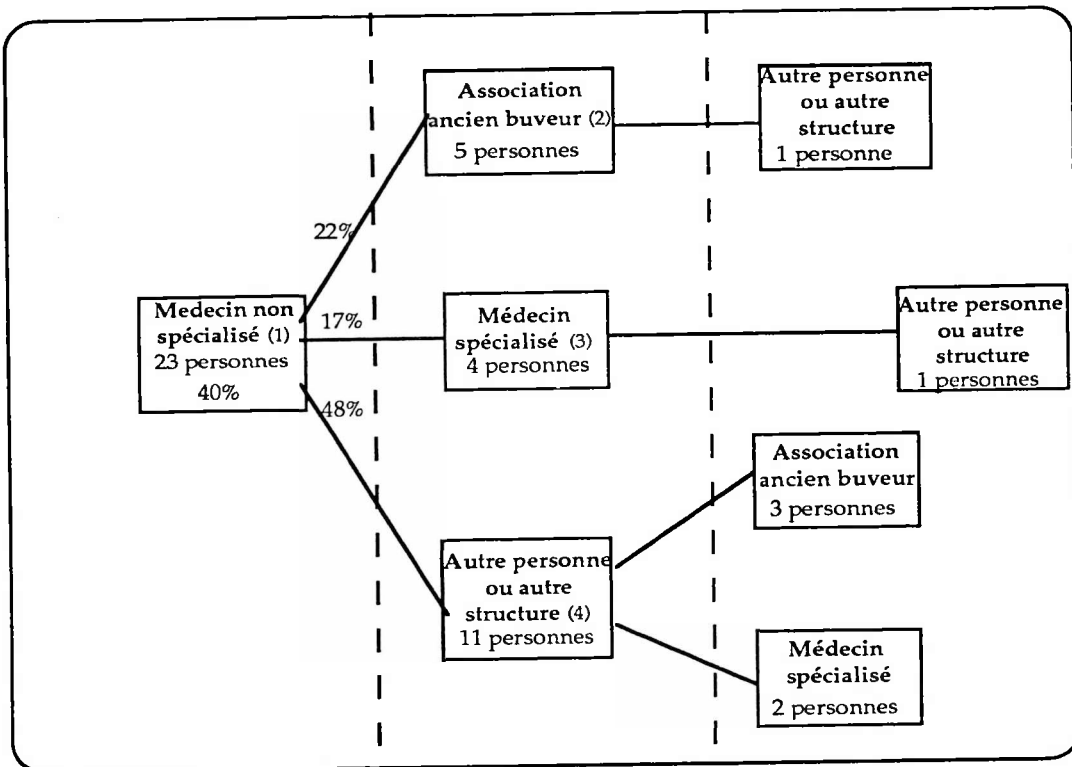 Association
ancien buveur (2)
5 personnes
Autre personne
ou autre
structure
1 personne
22%
Medecin non
spécialisé (1)
23 personnes
40%
17%
Médecin
spécialisé (3)
4 personnes
Autre personne
ou autre
structure
1 personnes
48%
Association
ancien buveur
3 personnes
Autre personne
ou autre
structure (4)
11 personnes
Médecin
spécialisé
2 personnes